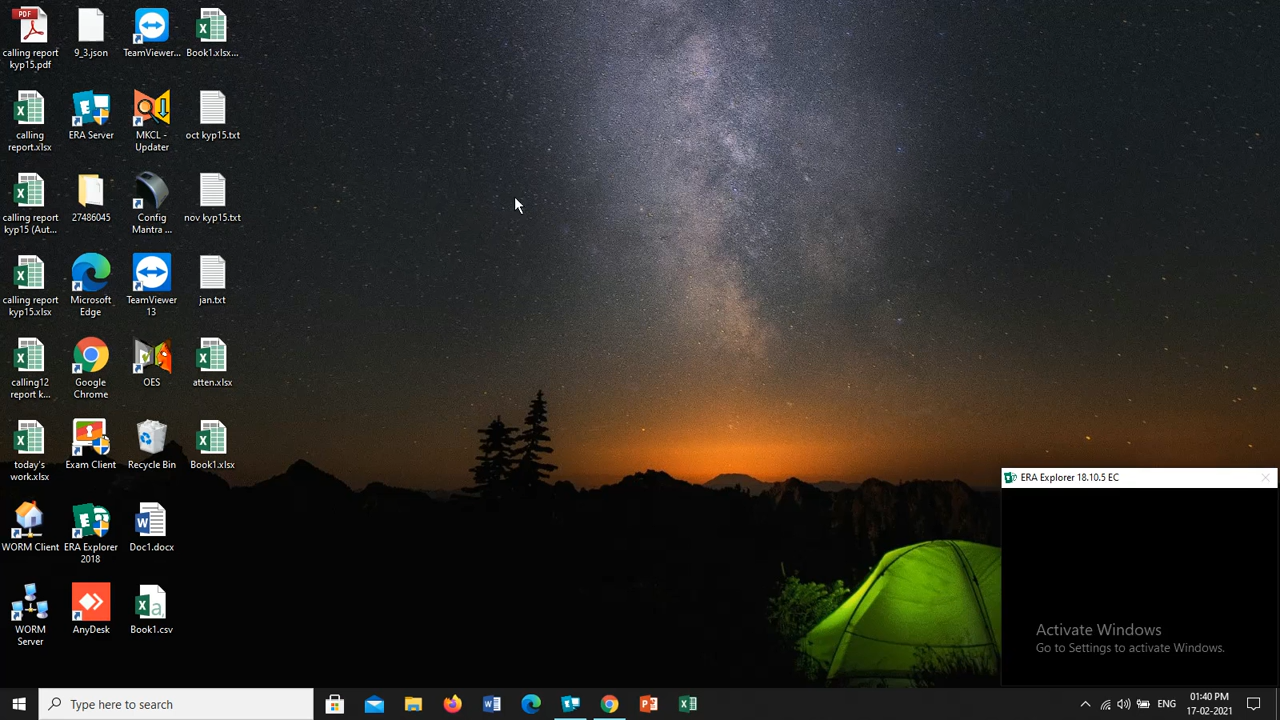 calling report
kyp15.pdf
9_3.json
TeamViewer...
Book1.xlsx...
calling
report.xlsx
ERA Server
MKCL -
Updater
oct kyp15.txt
calling report
kyp15 (Aut...
27486045
Config
Mantra ...
nov kyp15.txt
calling report
kyp15.xlsx
Microsoft
Edge
TeamViewer
13
jan.txt
calling12
report k...
Google
Chrome
OES
atten.xlsx
today's
work.xlsx
Exam Client
Recycle Bin
Book1.xlsx
WORM Client
ERA Explorer
2018
Doc1.docx
WORM
Server
AnyDesk
Book1.csv
ERA Explorer 18.10.5 EC
Activate Windows
Go to Settings to activate Windows.
Type here to search
ENG
01:40 PM
17-02-2021